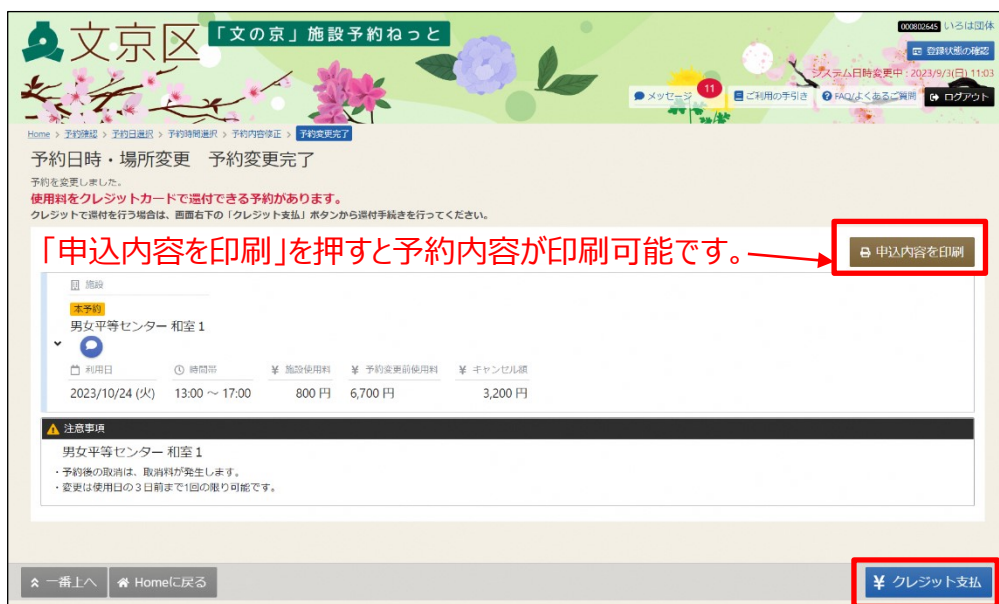 文京区 「文の京」施設予約ねっと
000802645 いろは団体
登録状態の確認
システム日時変更中 : 2023/9/3(日) 11:03
メッセージ 11 ご利用の手引き FAQ/よくあるご質問 ログアウト
Home > 予約確認 > 予約日選択 > 予約時間選択 > 予約内容修正 > 予約変更完了
予約日時・場所変更 予約変更完了
予約を変更しました。
使用料をクレジットカードで還付できる予約があります。
クレジットで還付を行う場合は、画面右下の「クレジット支払」ボタンから還付手続きを行ってください。
「申込内容を印刷」を押すと予約内容が印刷可能です。
申込内容を印刷
施設
本予約
男女平等センター 和室1
利用日 時間帯 ¥ 施設使用料 ¥ 予約変更前使用料 ¥ キャンセル額
2023/10/24 (火) 13:00 ~ 17:00 800 円 6,700 円 3,200 円
注意事項
男女平等センター 和室1
・予約後の取消は、取消料が発生します。
・変更は使用日の3日前まで1回の限り可能です。
一番上へ Homeに戻る ¥ クレジット支払